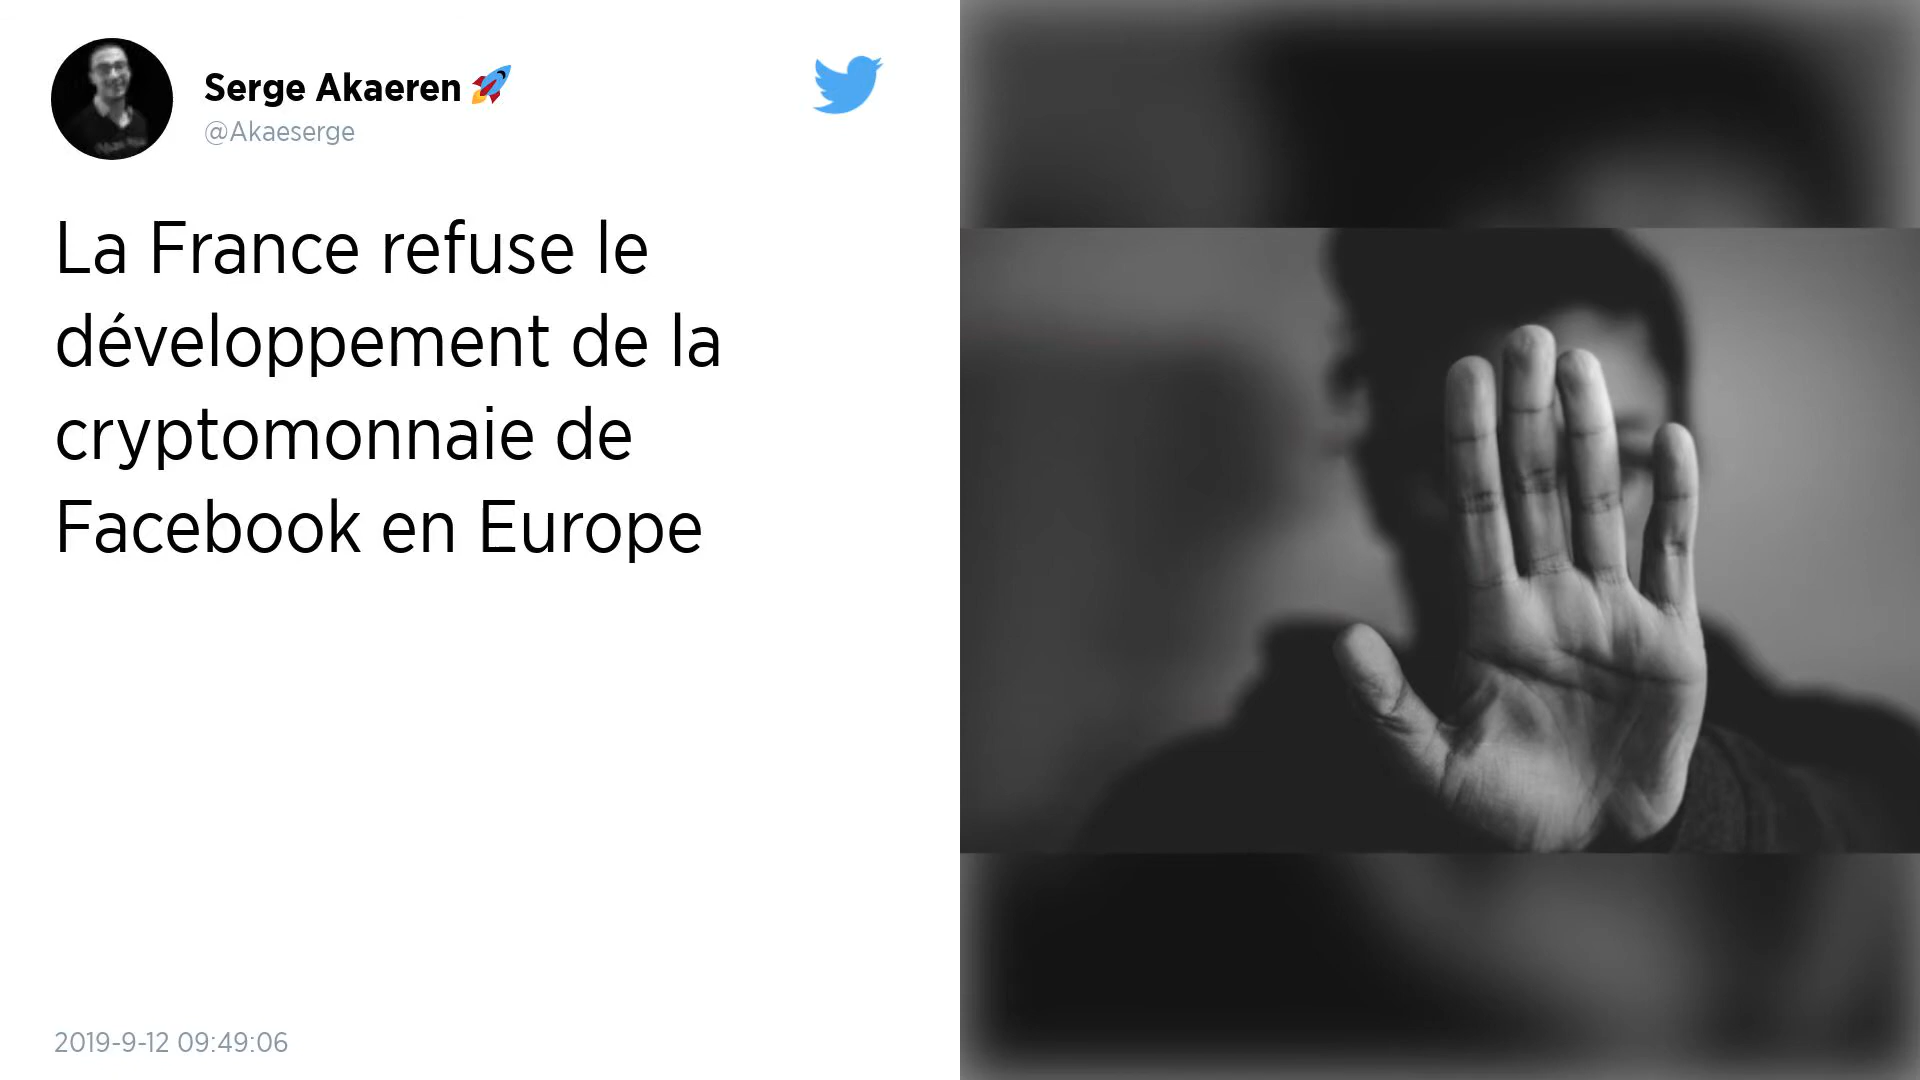 Serge Akaeren 🚀
@Akaeserge
La France refuse le
développement de la
cryptomonnaie de
Facebook en Europe
2019-9-12 09:49:06